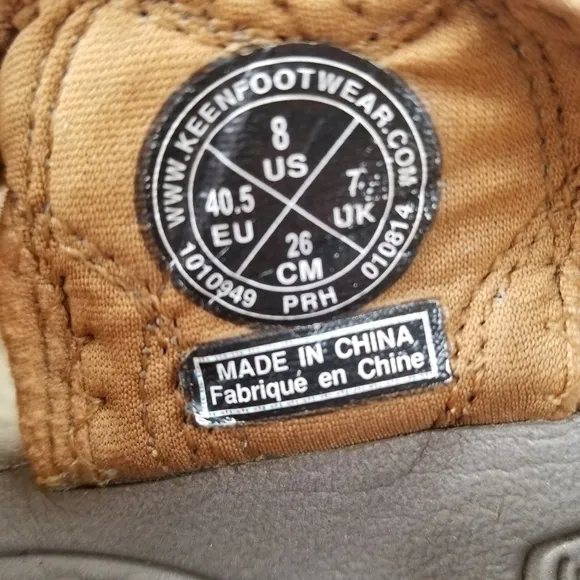 WWW.KEENFOOTWEAR.COM
8
US
40.5
EU
7
UK
26
CM
1010949 PRH 010814
MADE IN CHINA
Fabriqué en Chine